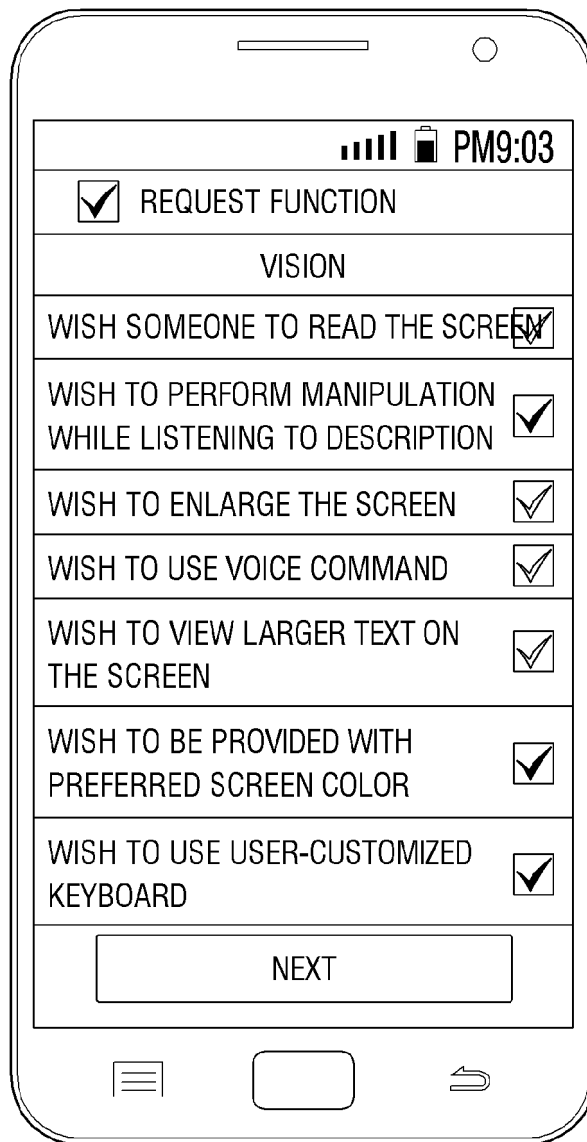 PM9:03
REQUEST FUNCTION
VISION
WISH SOMEONE TO READ THE SCREEN
WISH TO PERFORM MANIPULATION
WHILE LISTENING TO DESCRIPTION
WISH TO ENLARGE THE SCREEN
WISH TO USE VOICE COMMAND
WISH TO VIEW LARGER TEXT ON
THE SCREEN
WISH TO BE PROVIDED WITH
PREFERRED SCREEN COLOR
WISH TO USE USER-CUSTOMIZED
KEYBOARD
NEXT